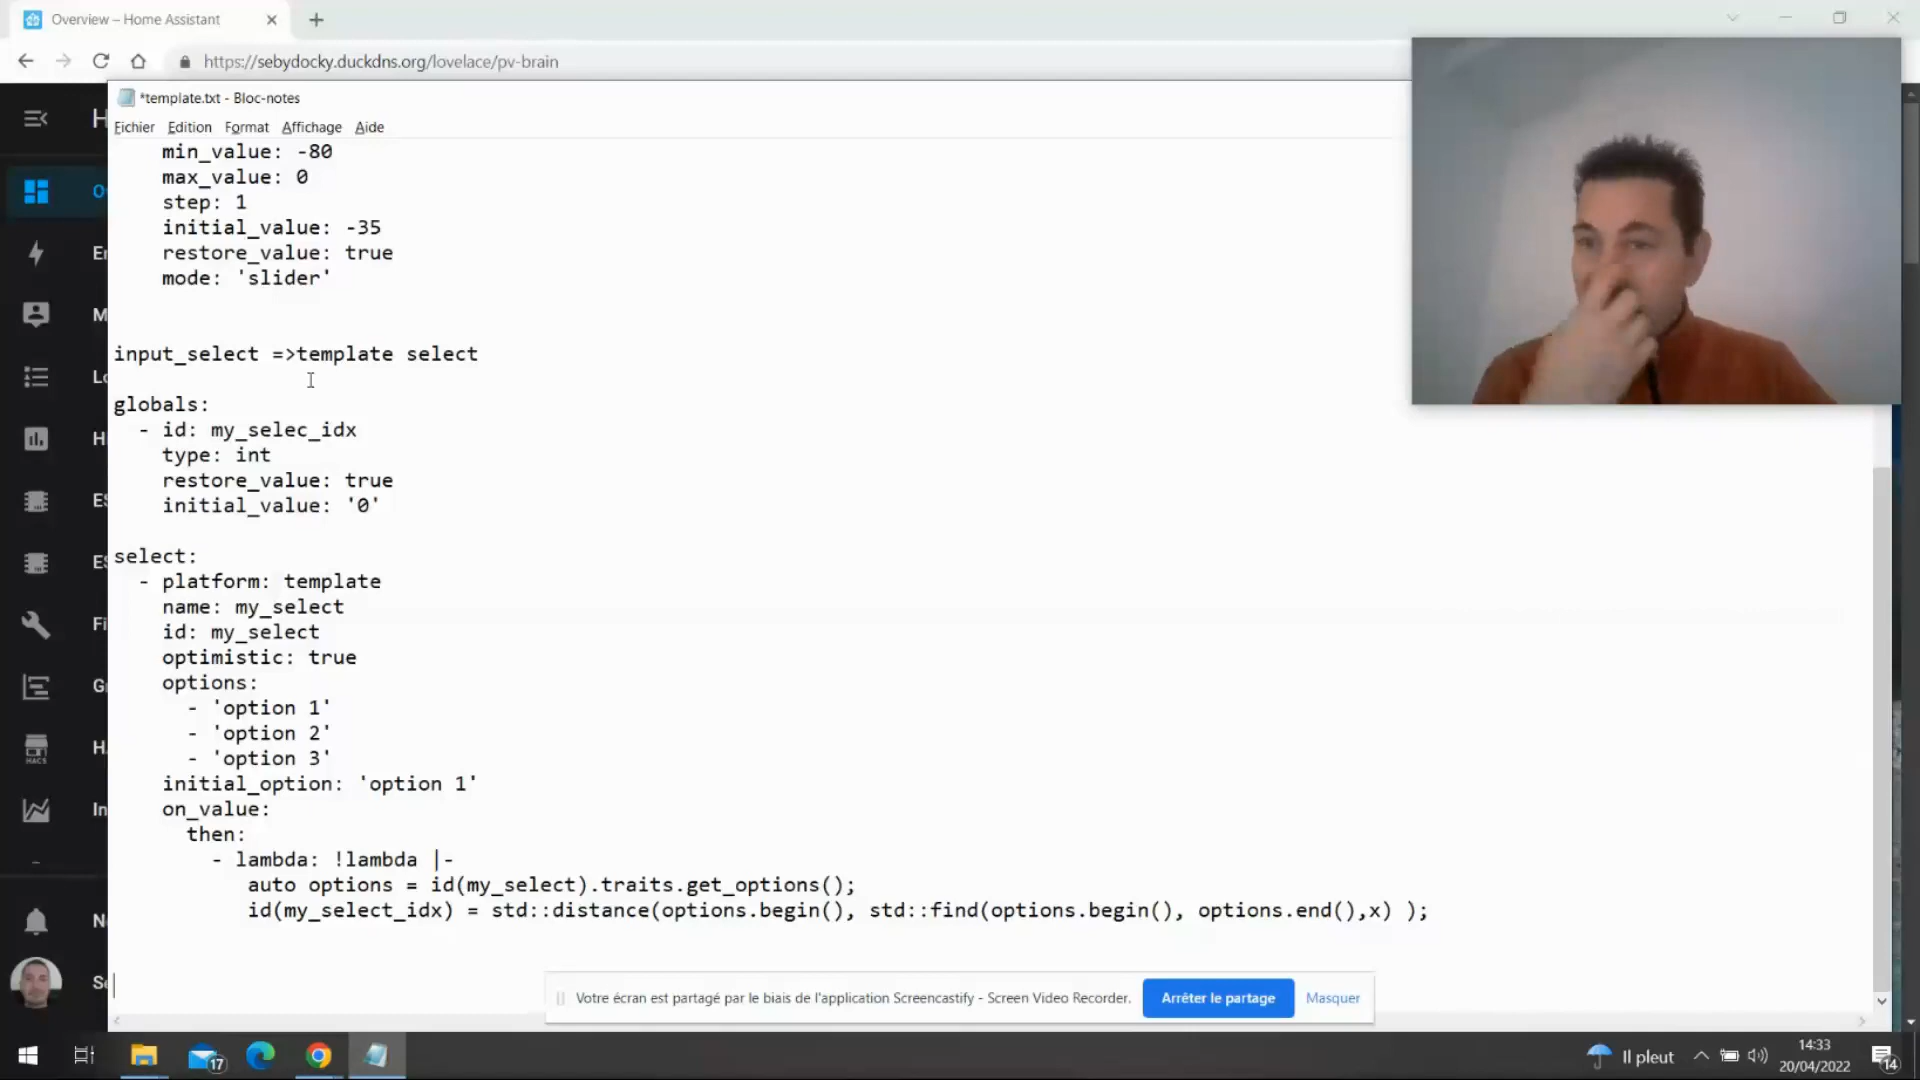 Overview – Home Assistant
https://sebydocky.duckdns.org/lovelace/pv-brain
*template.txt - Bloc-notes
Fichier Edition Format Affichage Aide
min_value: -80
max_value: 0
step: 1
initial_value: -35
restore_value: true
mode: 'slider'
input_select =>template select
globals:
- id: my_selec_idx
type: int
restore_value: true
initial_value: '0'
select:
- platform: template
name: my_select
id: my_select
optimistic: true
options:
- 'option 1'
- 'option 2'
- 'option 3'
initial_option: 'option 1'
on_value:
then:
- lambda: !lambda |-
auto options = id(my_select).traits.get_options();
id(my_select_idx) = std::distance(options.begin(), std::find(options.begin(), options.end(),x) );
Votre écran est partagé par le biais de l'application Screencastify - Screen Video Recorder.
Arrêter le partage
Masquer
HACS
17
Il pleut
14:33
20/04/2022
14